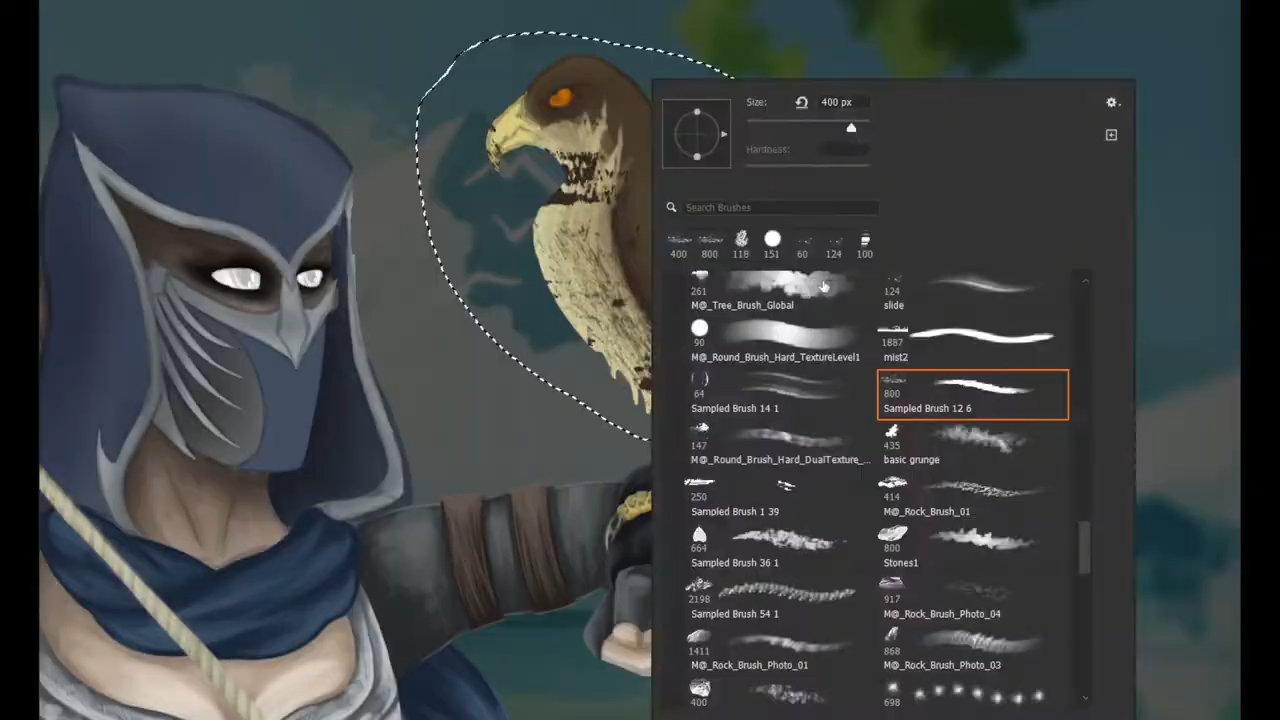 Size: 400 px
Hardness:
Search Brushes
400 800 118 151 60 124 100
261 124
M@_Tree_Brush_Global slide
90 1887
M@_Round_Brush_Hard_TextureLevel1 mist2
64 800
Sampled Brush 14 1 Sampled Brush 12 6
147 435
M@_Round_Brush_Hard_DualTexture_... basic grunge
250 414
Sampled Brush 1 39 M@_Rock_Brush_01
664 800
Sampled Brush 36 1 Stones1
2198 917
Sampled Brush 54 1 M@_Rock_Brush_Photo_04
1411 868
M@_Rock_Brush_Photo_01 M@_Rock_Brush_Photo_03
400 698